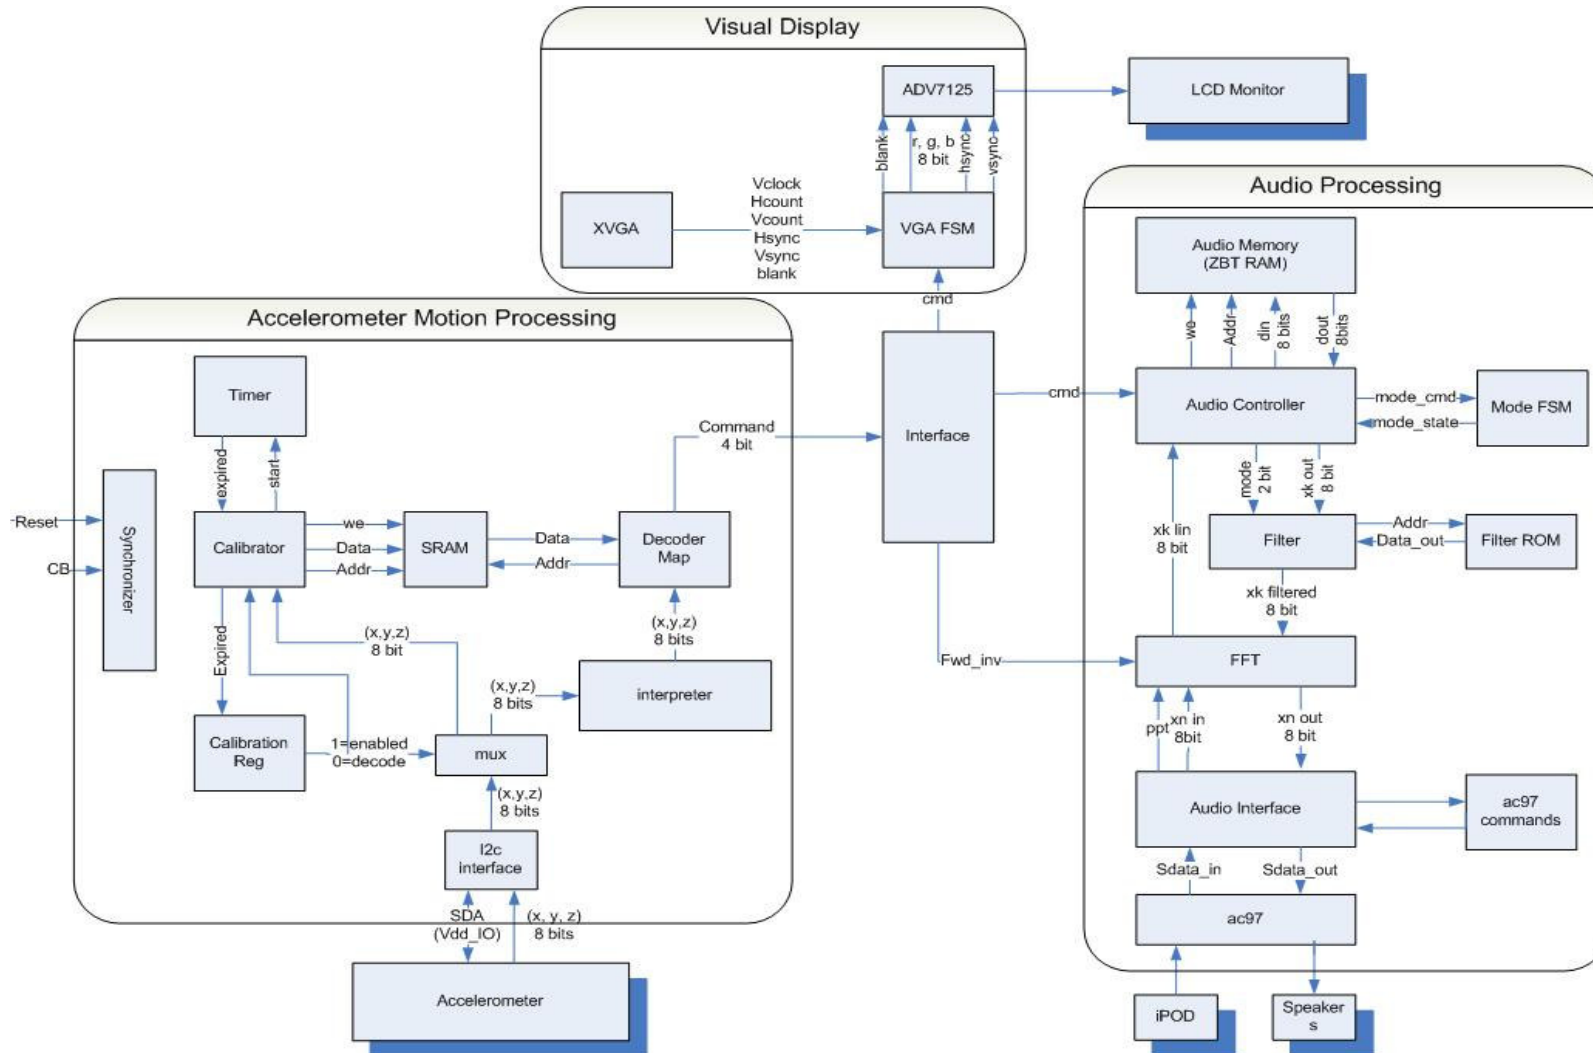 Visual Display
ADV7125
LCD Monitor
blank
r, g, b
8 bit
hsync
vsync
XVGA
Vclock
Hcount
Vcount
Hsync
Vsync
blank
VGA FSM
cmd
Audio Processing
Audio Memory
(ZBT RAM)
we
Addr
din
8 bits
dout
8bits
cmd
Audio Controller
mode_cmd
mode_state
Mode FSM
mode
2 bit
xk out
8 bit
xk lin
8 bit
Filter
Addr
Data_out
Filter ROM
xk filtered
8 bit
Fwd_inv
FFT
ppt
xn in
8bit
xn out
8 bit
Audio Interface
ac97
commands
Sdata_in
Sdata_out
ac97
iPOD
Speaker
s
Interface
Accelerometer Motion Processing
Timer
expired
start
Command
4 bit
Reset
CB
Synchronizer
Calibrator
we
Data
Addr
SRAM
Data
Addr
Decoder
Map
Expired
(x,y,z)
8 bit
(x,y,z)
8 bits
(x,y,z)
8 bits
interpreter
Calibration
Reg
1=enabled
0=decode
mux
(x,y,z)
8 bits
I2c
interface
SDA
(Vdd_IO)
(x, y, z)
8 bits
Accelerometer